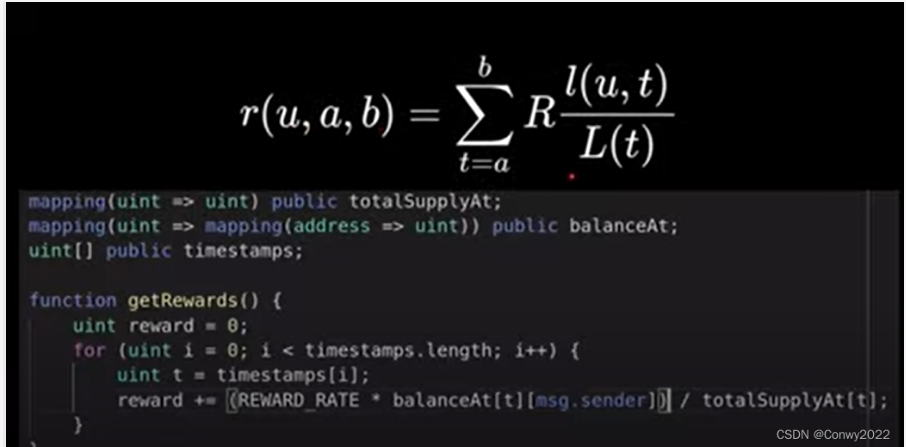 r(u, a, b) = \sum_{t=a}^{b} R \frac{l(u, t)}{L(t)}
mapping(uint => uint) public totalSupplyAt;
mapping(uint => mapping(address => uint)) public balanceAt;
uint[] public timestamps;
function getRewards() {
    uint reward = 0;
    for (uint i = 0; i < timestamps.length; i++) {
        uint t = timestamps[i];
        reward += (REWARD_RATE * balanceAt[t][msg.sender]) / totalSupplyAt[t];
    }
CSDN @Conwy2022